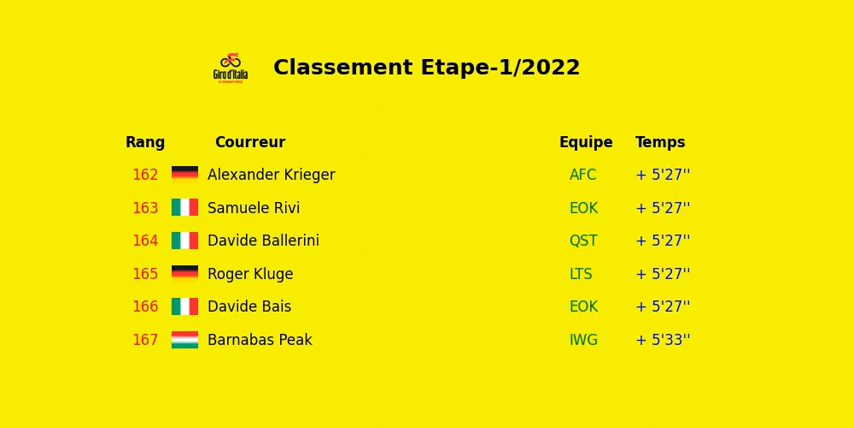 Giro d'Italia
Classement Etape-1/2022
Rang Courreur Equipe Temps
162 Alexander Krieger AFC + 5'27''
163 Samuele Rivi EOK + 5'27''
164 Davide Ballerini QST + 5'27''
165 Roger Kluge LTS + 5'27''
166 Davide Bais EOK + 5'27''
167 Barnabas Peak IWG + 5'33''